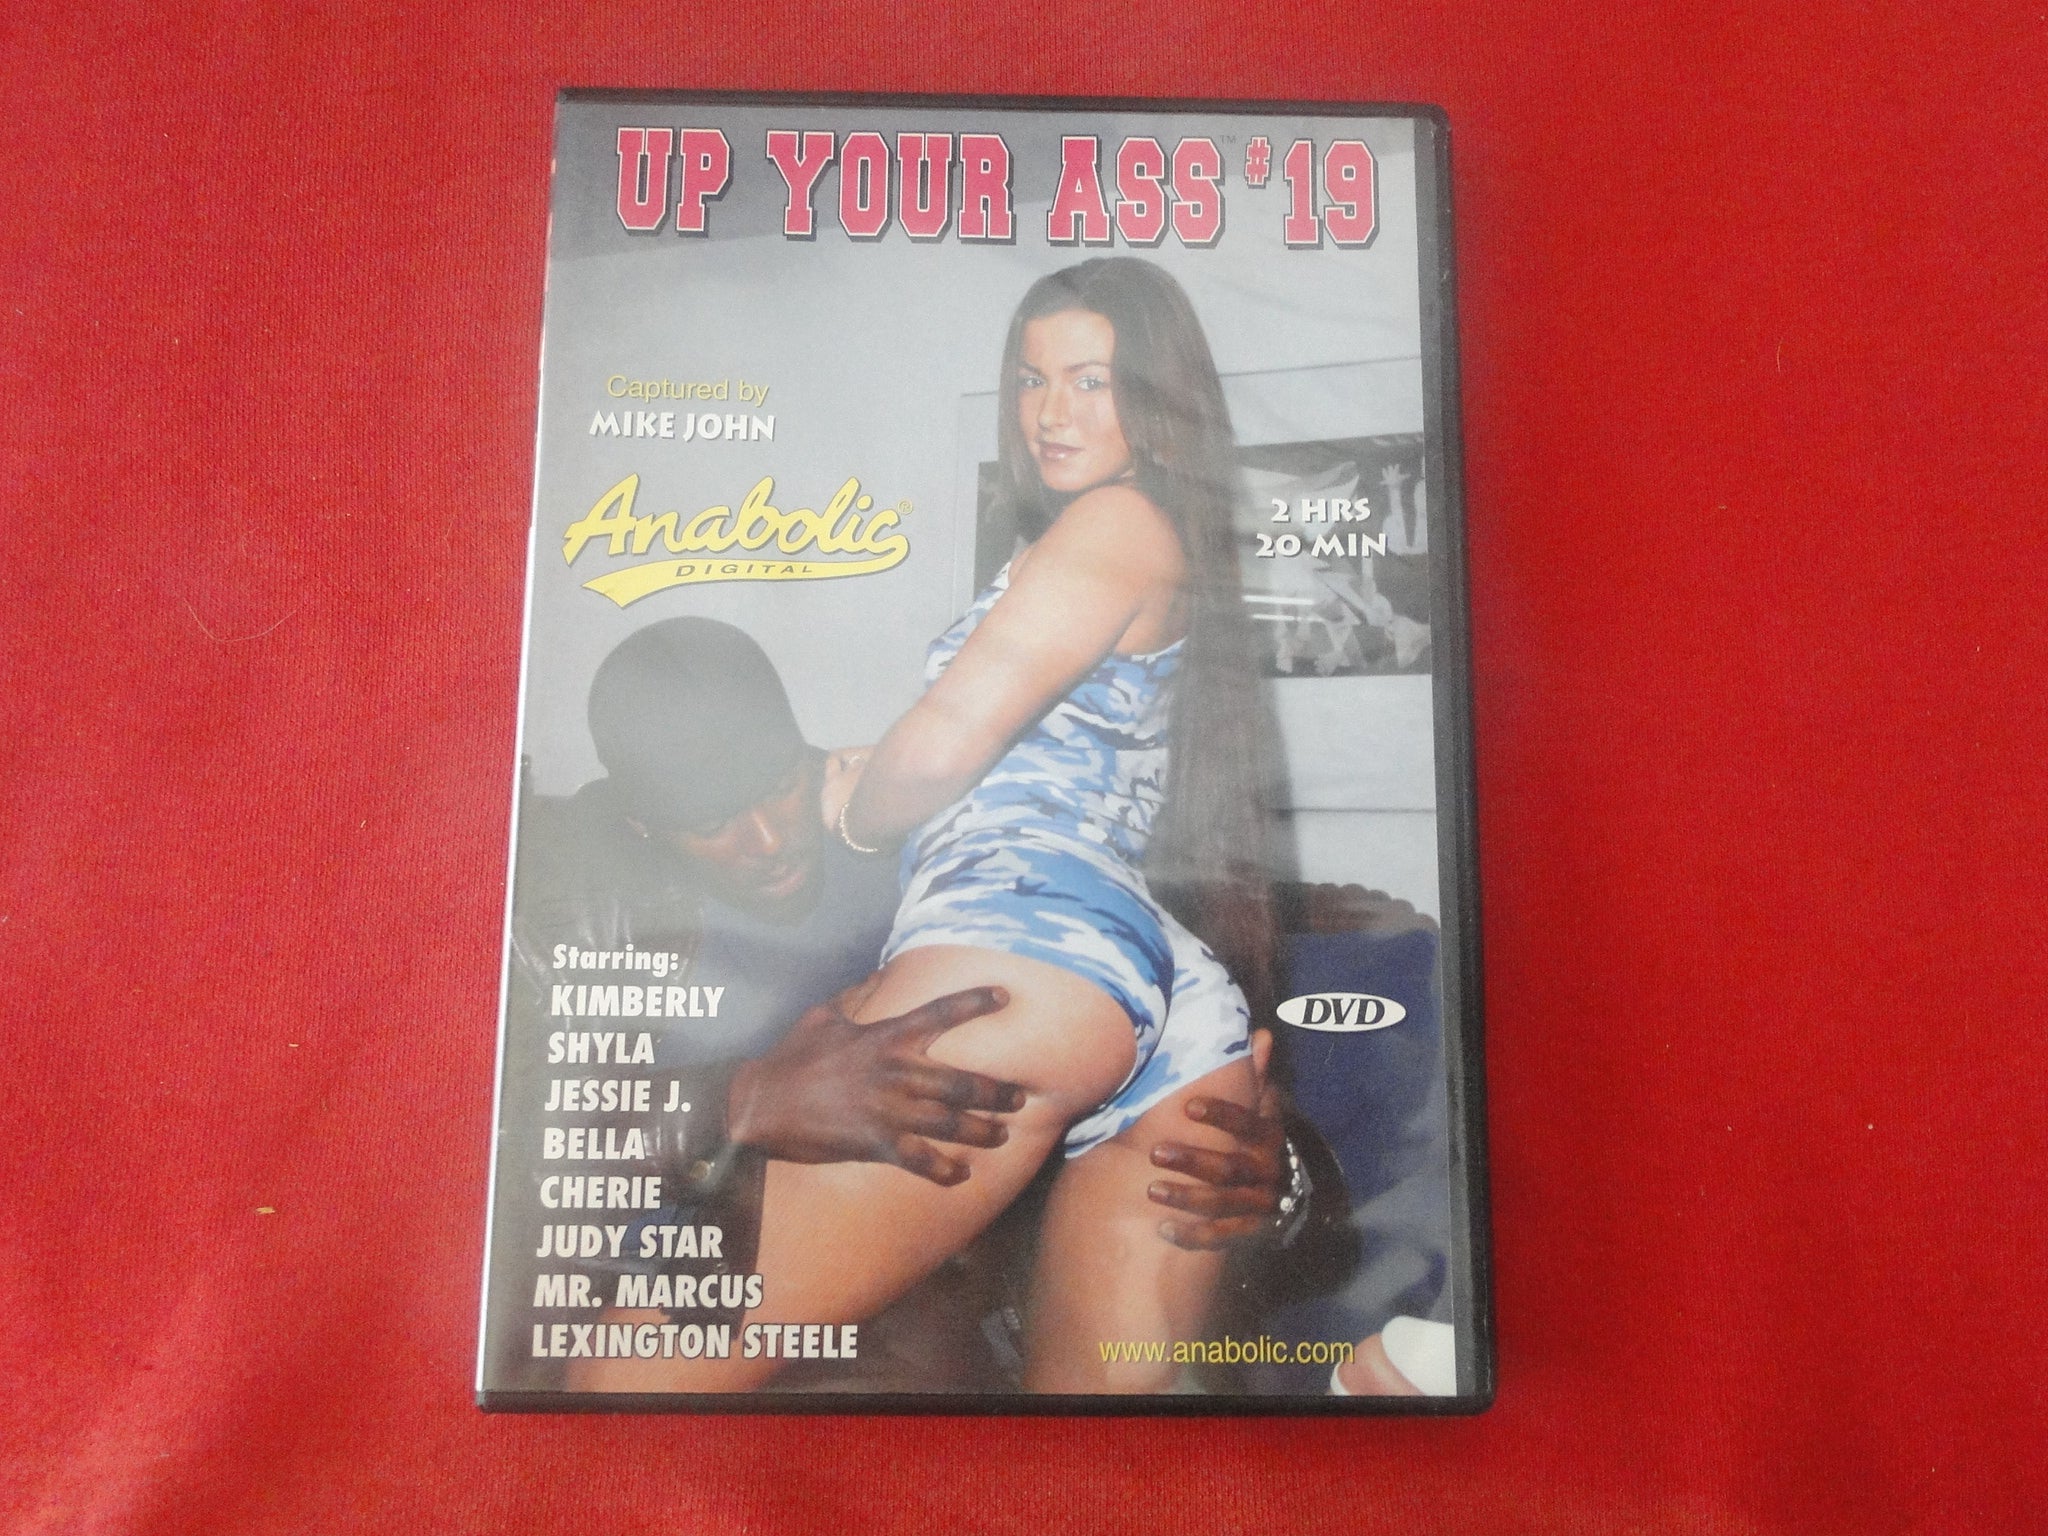 UP YOUR ASS™ #19
Captured by
MIKE JOHN
Anabolic®
DIGITAL
2 HRS
20 MIN
Starring:
KIMBERLY
SHYLA
JESSIE J.
BELLA
CHERIE
JUDY STAR
MR. MARCUS
LEXINGTON STEELE
DVD
www.anabolic.com